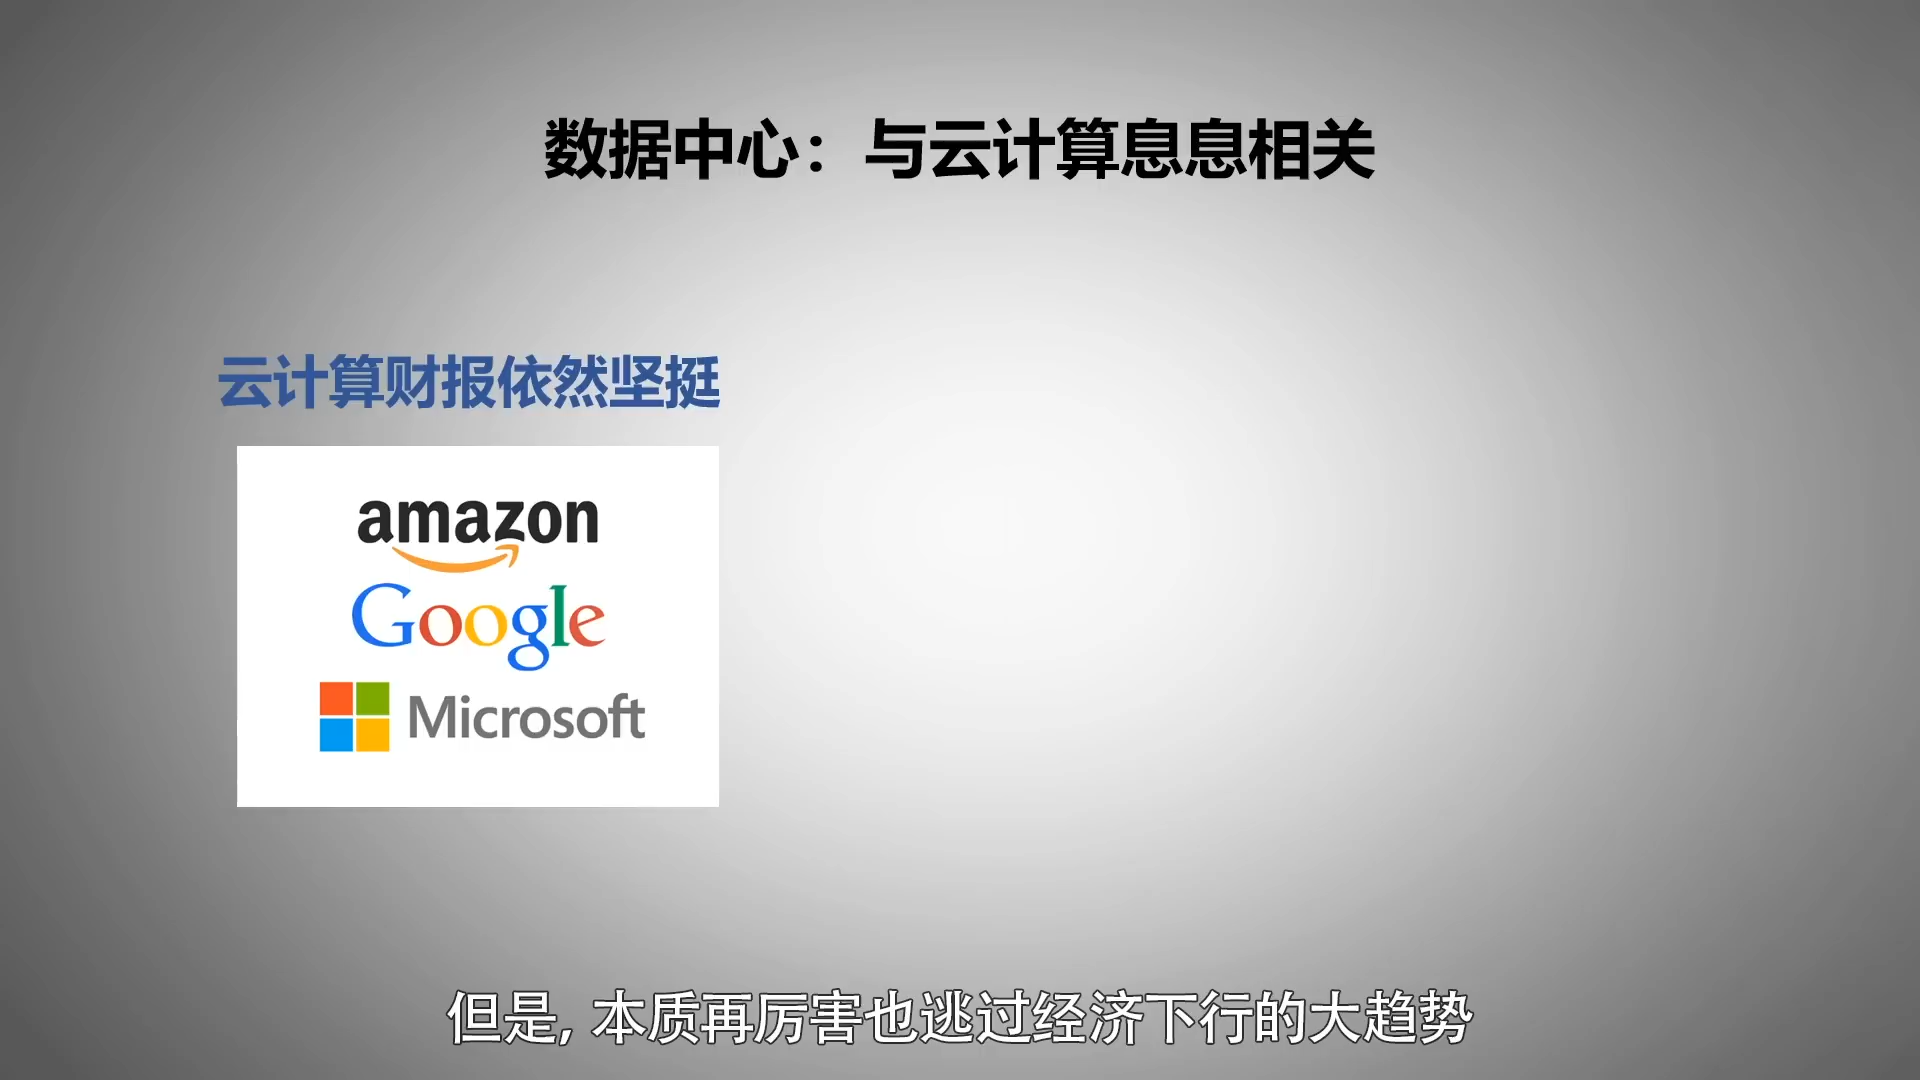 数据中心：与云计算息息相关
云计算财报依然坚挺
amazon
Google
Microsoft
但是, 本质再厉害也逃过经济下行的大趋势